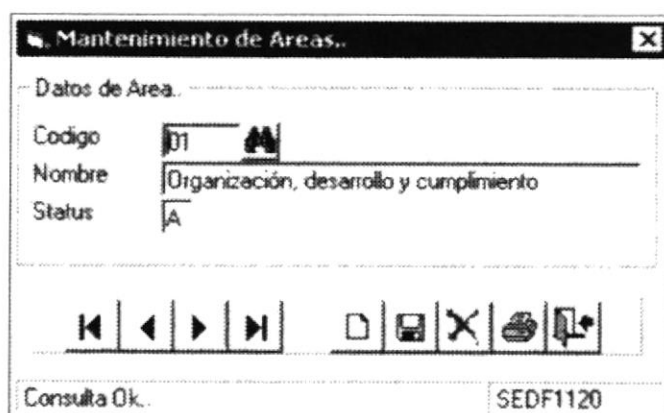 Mantenimiento de Areas..
Datos de Area..
Codigo 01
Nombre Organización, desarrollo y cumplimiento
Status A
Consulta Ok.. SEDF1120